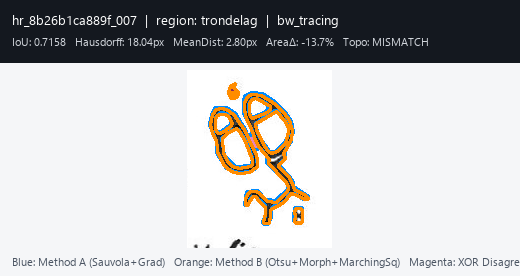 hr_8b26b1ca889f_007 | region: trondelag | bw_tracing
IoU: 0.7158 Hausdorff: 18.04px MeanDist: 2.80px AreaΔ: -13.7% Topo: MISMATCH
Blue: Method A (Sauvola+Grad) Orange: Method B (Otsu+Morph+MarchingSq) Magenta: XOR Disagre